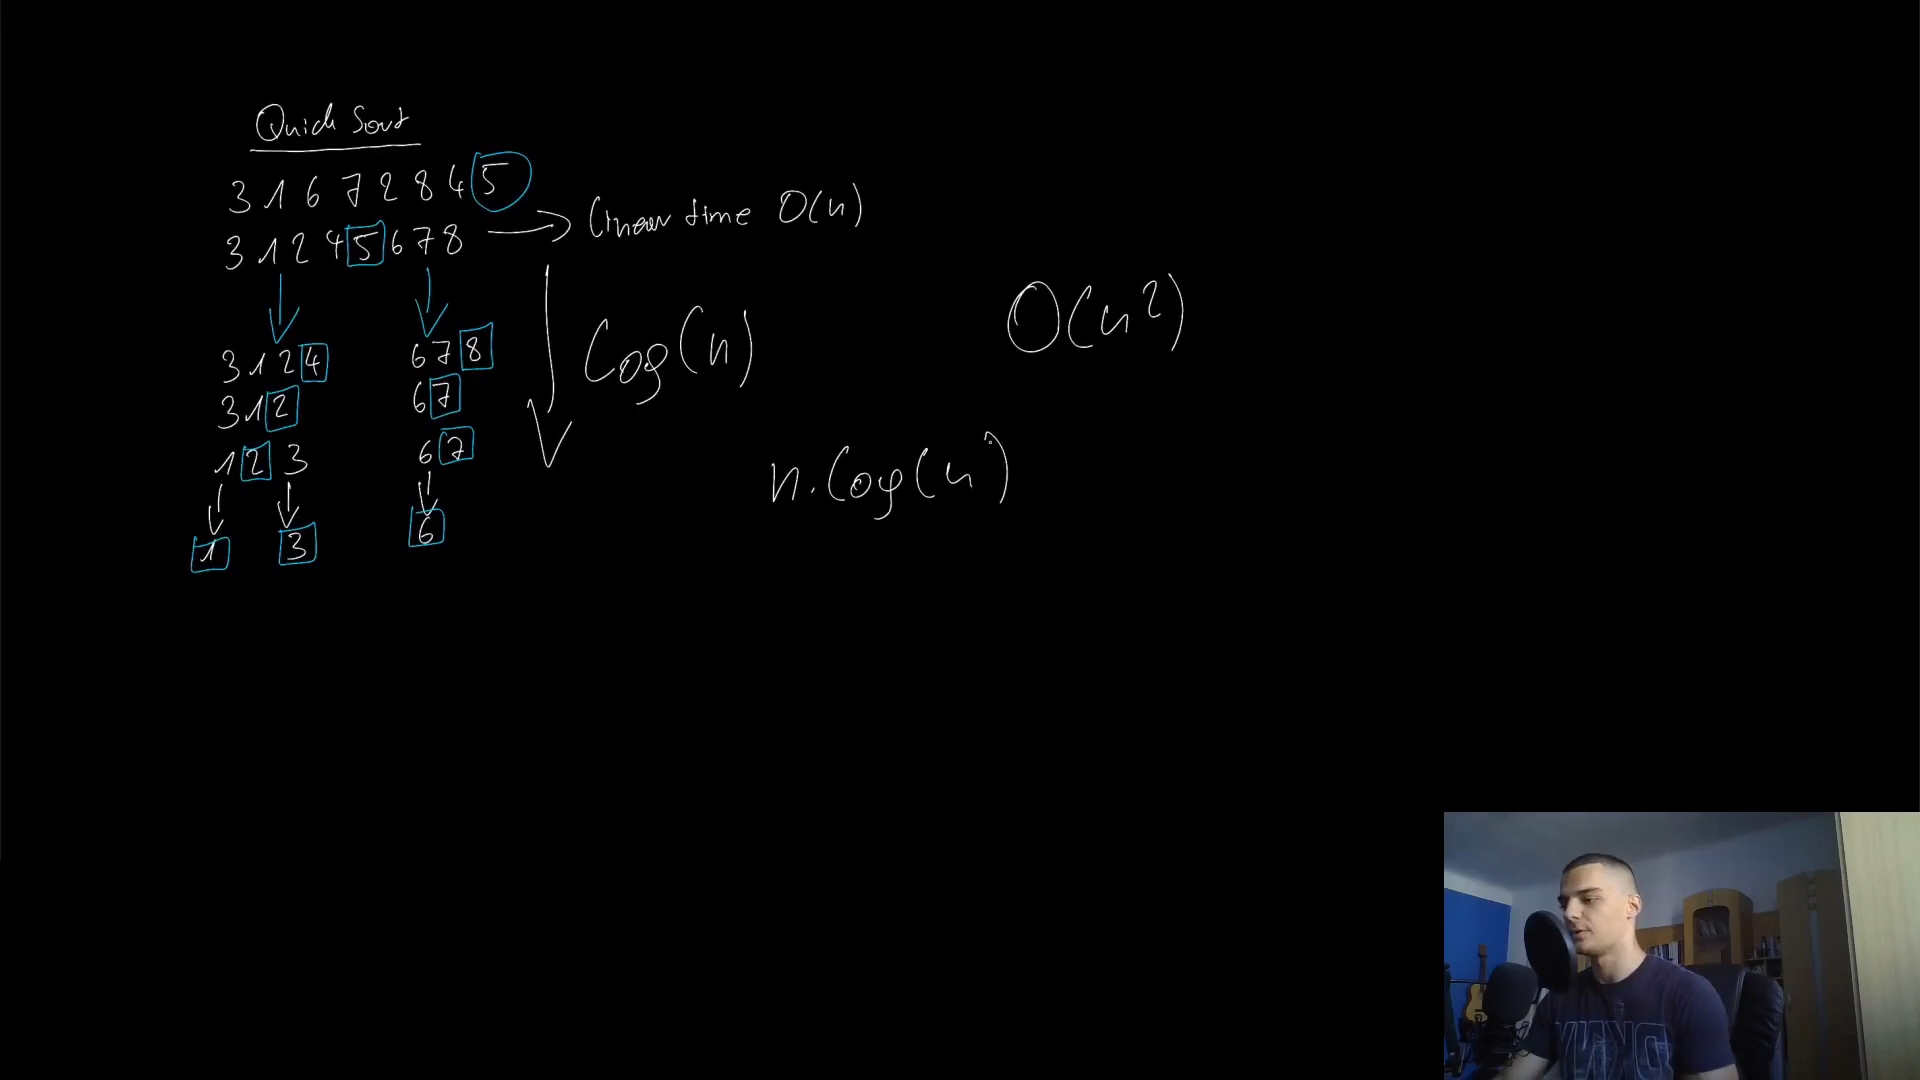 Quick Sort
3 1 6 7 2 8 4 5
3 1 2 4 5 6 7 8
linear time O(n)
Log(n)
O(n²)
n.Log(n)
3 1 2 4
6 7 8
3 1 2
6 7
1 2 3
6 7
1
3
6
DKNY